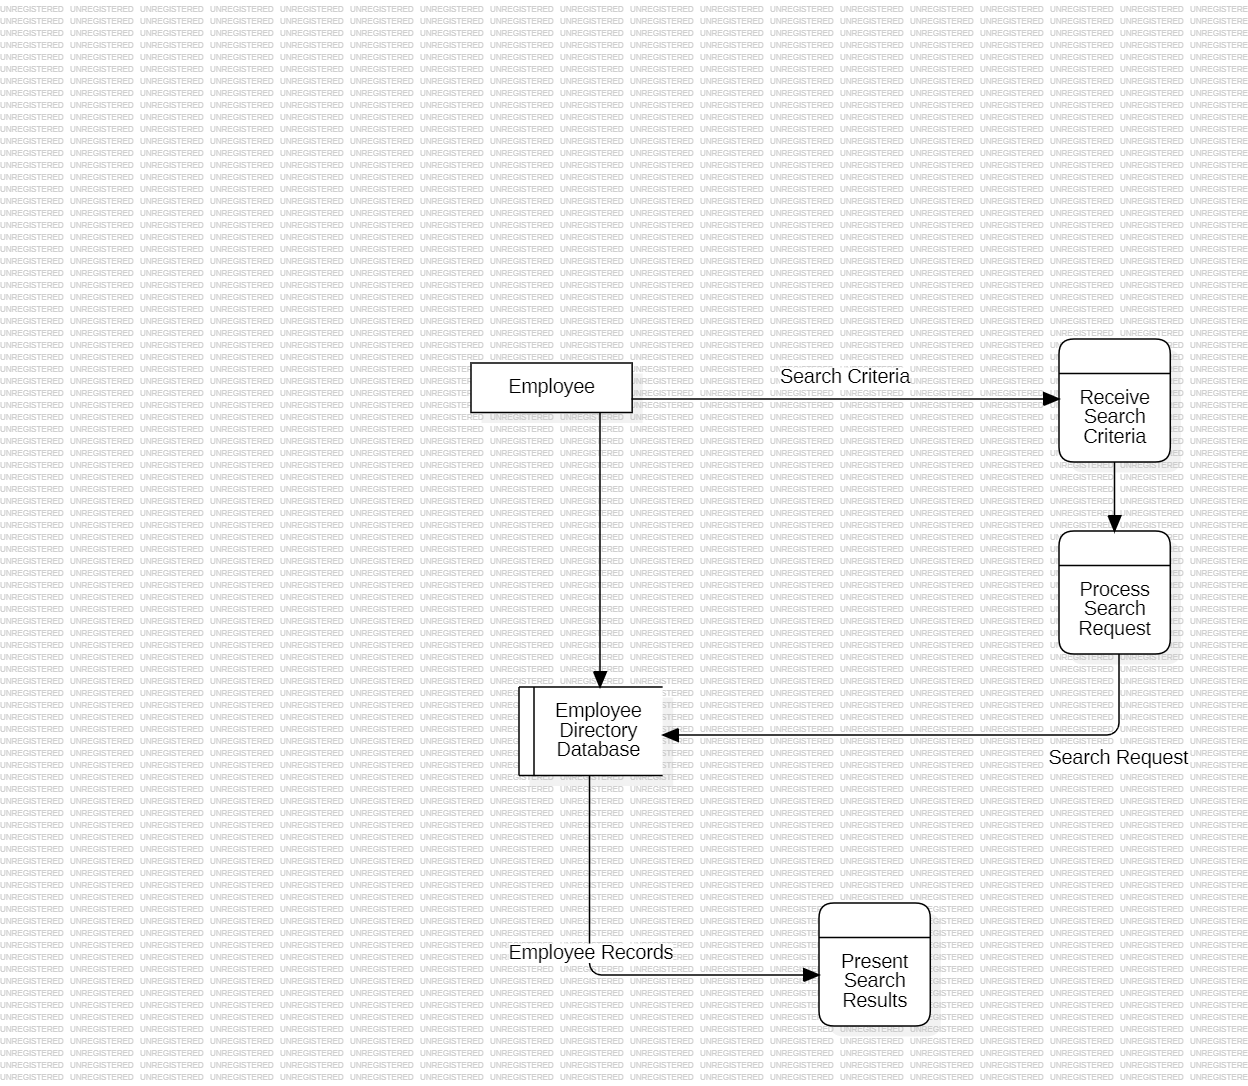 Employee
Search Criteria
Receive
Search
Criteria
Process
Search
Request
Employee
Directory
Database
Search Request
Employee Records
Present
Search
Results
UNREGISTERED